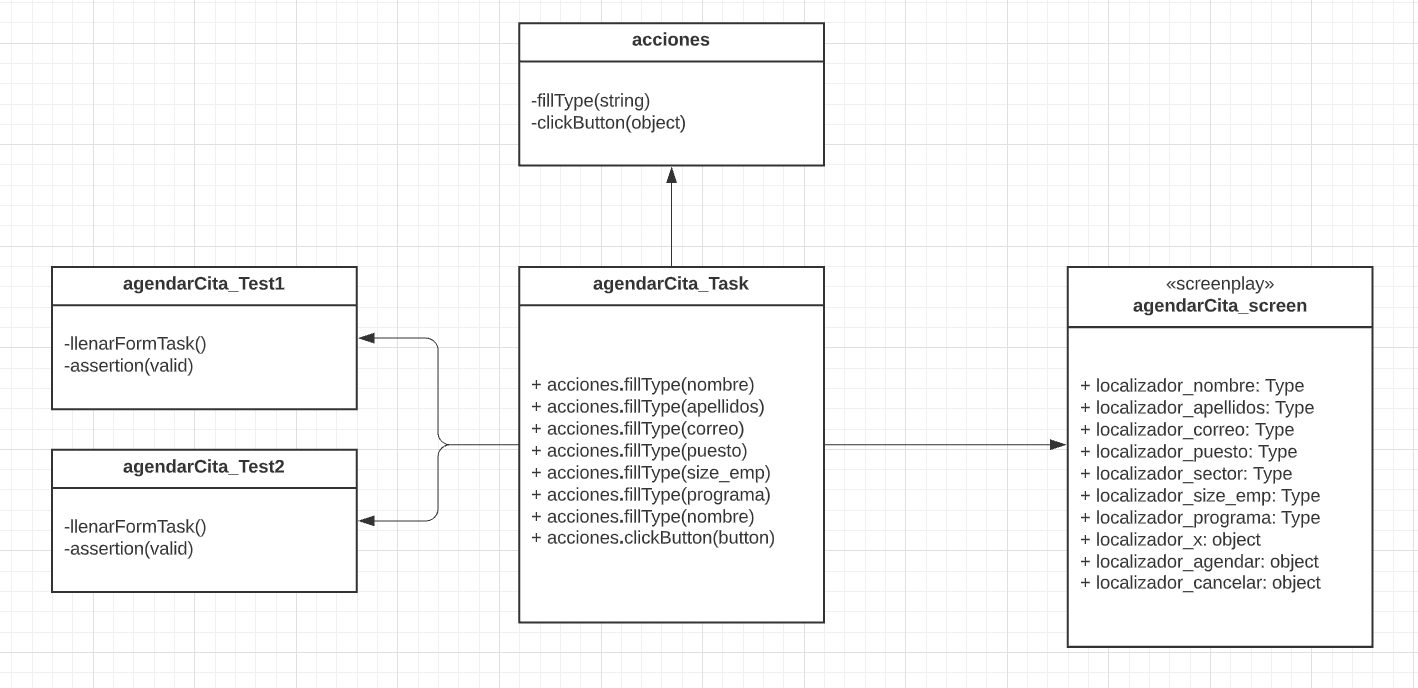 acciones
-fillType(string)
-clickButton(object)
agendarCita_Test1
-llenarFormTask()
-assertion(valid)
agendarCita_Test2
-llenarFormTask()
-assertion(valid)
agendarCita_Task
+ acciones.fillType(nombre)
+ acciones.fillType(apellidos)
+ acciones.fillType(correo)
+ acciones.fillType(puesto)
+ acciones.fillType(size_emp)
+ acciones.fillType(programa)
+ acciones.fillType(nombre)
+ acciones.clickButton(button)
«screenplay»
agendarCita_screen
+ localizador_nombre: Type
+ localizador_apellidos: Type
+ localizador_correo: Type
+ localizador_puesto: Type
+ localizador_sector: Type
+ localizador_size_emp: Type
+ localizador_programa: Type
+ localizador_x: object
+ localizador_agendar: object
+ localizador_cancelar: object